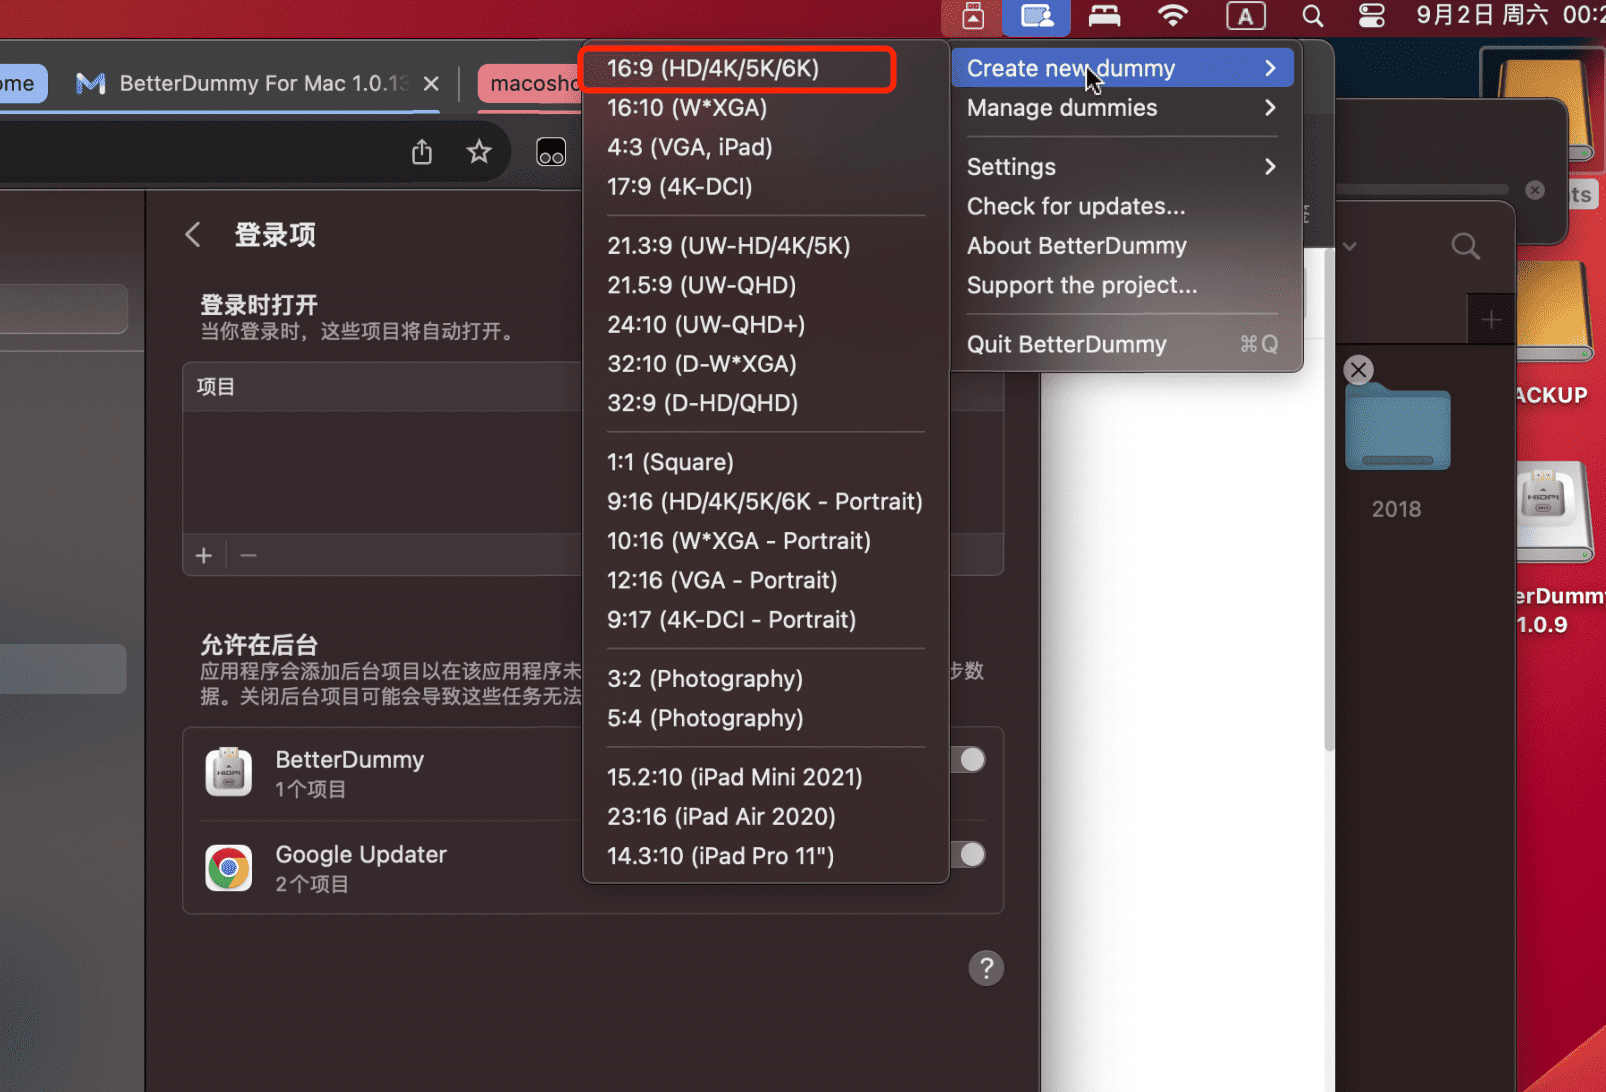 A
9月2日 周六 00:2
ome
BetterDummy For Mac 1.0.13
macosho
16:9 (HD/4K/5K/6K)
16:10 (W*XGA)
4:3 (VGA, iPad)
17:9 (4K-DCI)
21.3:9 (UW-HD/4K/5K)
21.5:9 (UW-QHD)
24:10 (UW-QHD+)
32:10 (D-W*XGA)
32:9 (D-HD/QHD)
1:1 (Square)
9:16 (HD/4K/5K/6K - Portrait)
10:16 (W*XGA - Portrait)
12:16 (VGA - Portrait)
9:17 (4K-DCI - Portrait)
3:2 (Photography)
5:4 (Photography)
15.2:10 (iPad Mini 2021)
23:16 (iPad Air 2020)
14.3:10 (iPad Pro 11")
Create new dummy
Manage dummies
Settings
Check for updates...
About BetterDummy
Support the project...
Quit BetterDummy ⌘Q
登录项
登录时打开
当你登录时，这些项目将自动打开。
项目
允许在后台
应用程序会添加后台项目以在该应用程序未
步数
据。关闭后台项目可能会导致这些任务无法
BetterDummy
1个项目
Google Updater
2个项目
?
ts
ACKUP
2018
HIDPI
erDummy
1.0.9